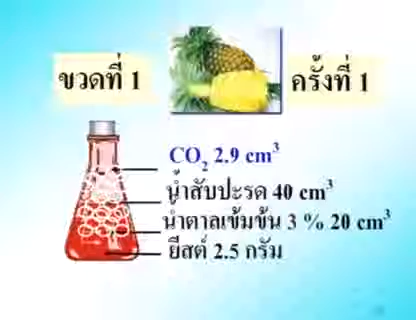 ขวดที่ 1
ครั้งที่ 1
CO₂ 2.9 cm³
น้ำสับปะรด 40 cm³
น้ำตาลเข้มข้น 3 % 20 cm³
ยีสต์ 2.5 กรัม